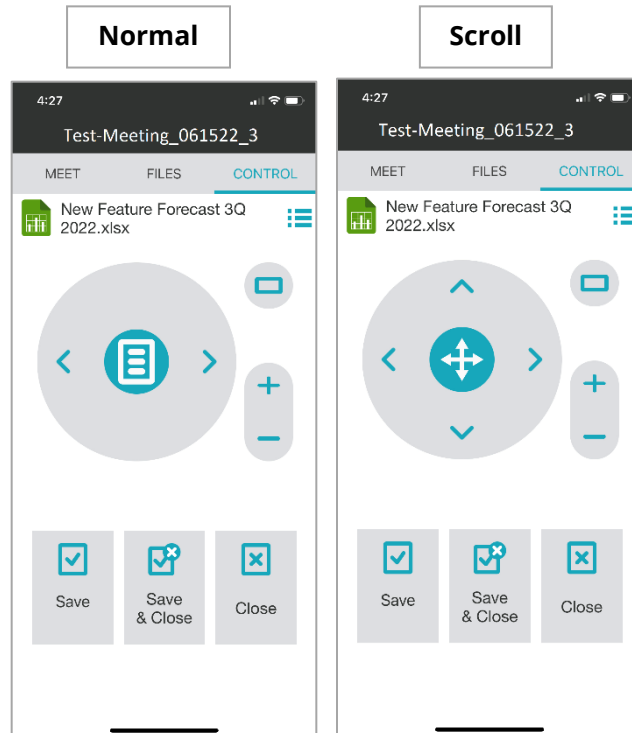 Normal
4:27
Test-Meeting_061522_3
MEET FILES CONTROL
New Feature Forecast 3Q
2022.xlsx
Save
Save
& Close
Close
Scroll
4:27
Test-Meeting_061522_3
MEET FILES CONTROL
New Feature Forecast 3Q
2022.xlsx
Save
Save
& Close
Close